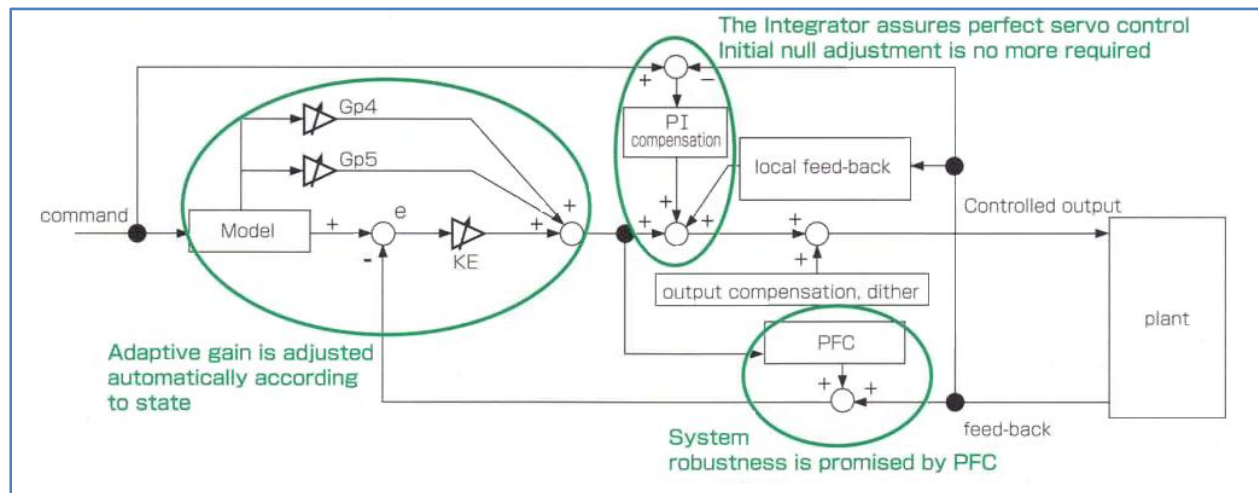 The Integrator assures perfect servo control
Initial null adjustment is no more required
+
−
Gp4
PI
compensation
Gp5
local feed-back
command
+
+
+
Controlled output
Model
+
e
+
+
+
+
-
KE
+
output compensation, dither
plant
PFC
Adaptive gain is adjusted
automatically according
to state
+
+
feed-back
System
robustness is promised by PFC